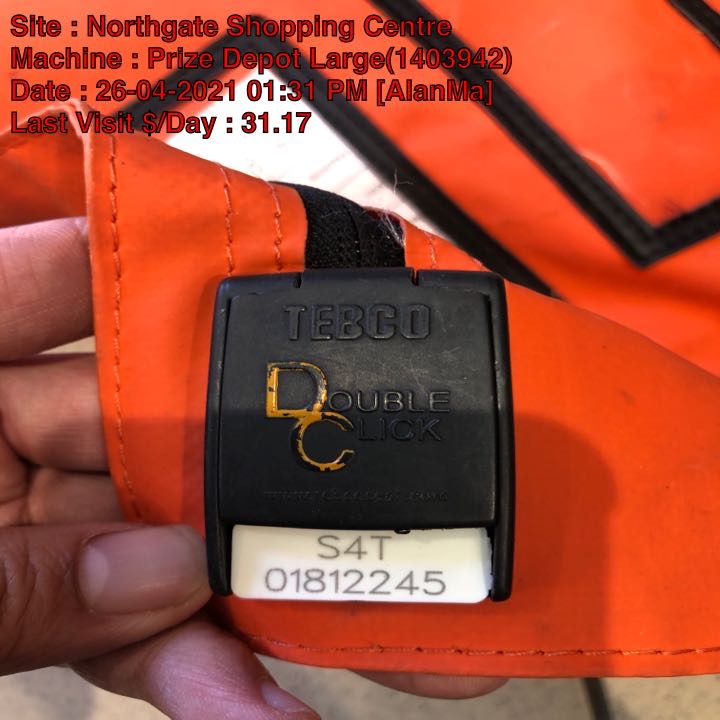 Site : Northgate Shopping Centre
Machine : Prize Depot Large(1403942)
Date : 26-04-2021 01:31 PM [AlanMa]
Last Visit $/Day : 31.17
TEBCO
DOUBLE
CLICK
S4T
01812245